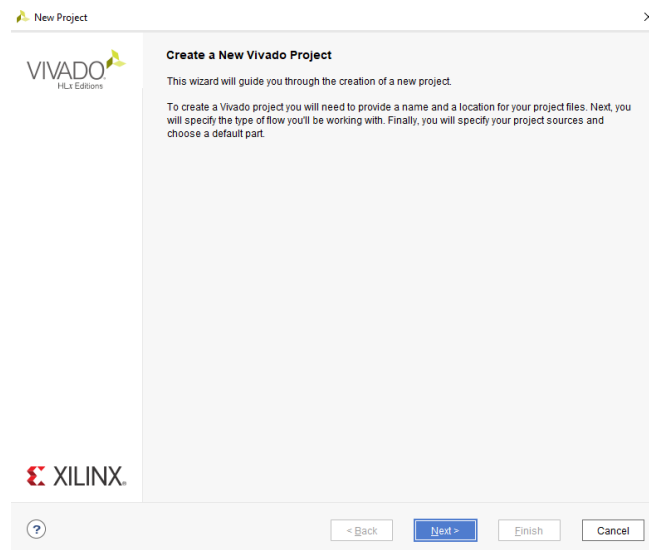 New Project
VIVADO
HLx Editions
Create a New Vivado Project
This wizard will guide you through the creation of a new project.
To create a Vivado project you will need to provide a name and a location for your project files. Next, you
will specify the type of flow you'll be working with. Finally, you will specify your project sources and
choose a default part.
XILINX
?
< Back Next > Finish Cancel